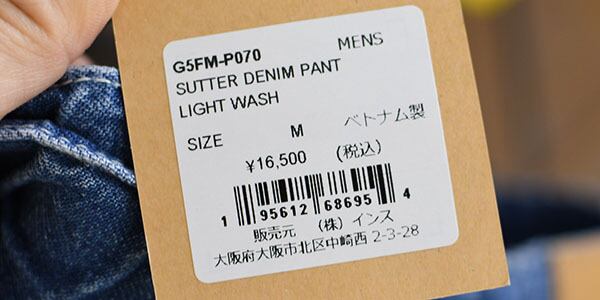 G5FM-P070 MENS
SUTTER DENIM PANT
LIGHT WASH
SIZE M ベトナム製
¥16,500 (税込)
1 95612 68695 4
販売元 (株) インス
大阪府大阪市北区中崎西 2-3-28